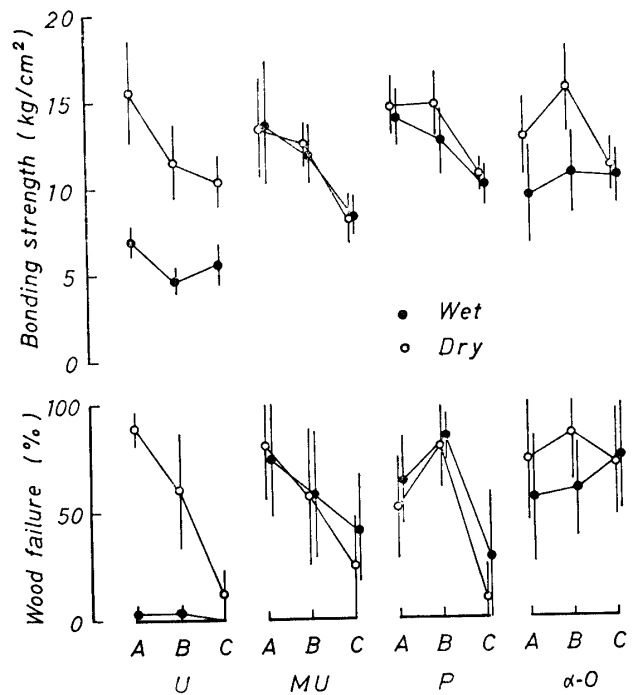 Bonding strength (kg/cm²)
20
15
10
5
0
Wet
Dry
Wood failure (%)
100
50
0
A B C
A B C
A B C
A B C
U
MU
P
α-O